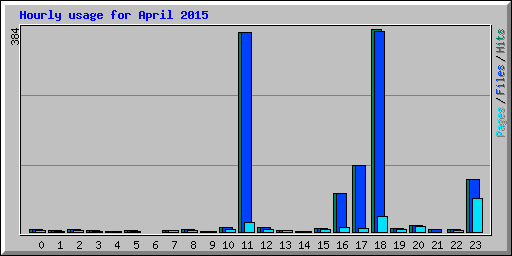 Hourly usage for April 2015
384
Pages/Files/Hits
0 1 2 3 4 5 6 7 8 9 10 11 12 13 14 15 16 17 18 19 20 21 22 23